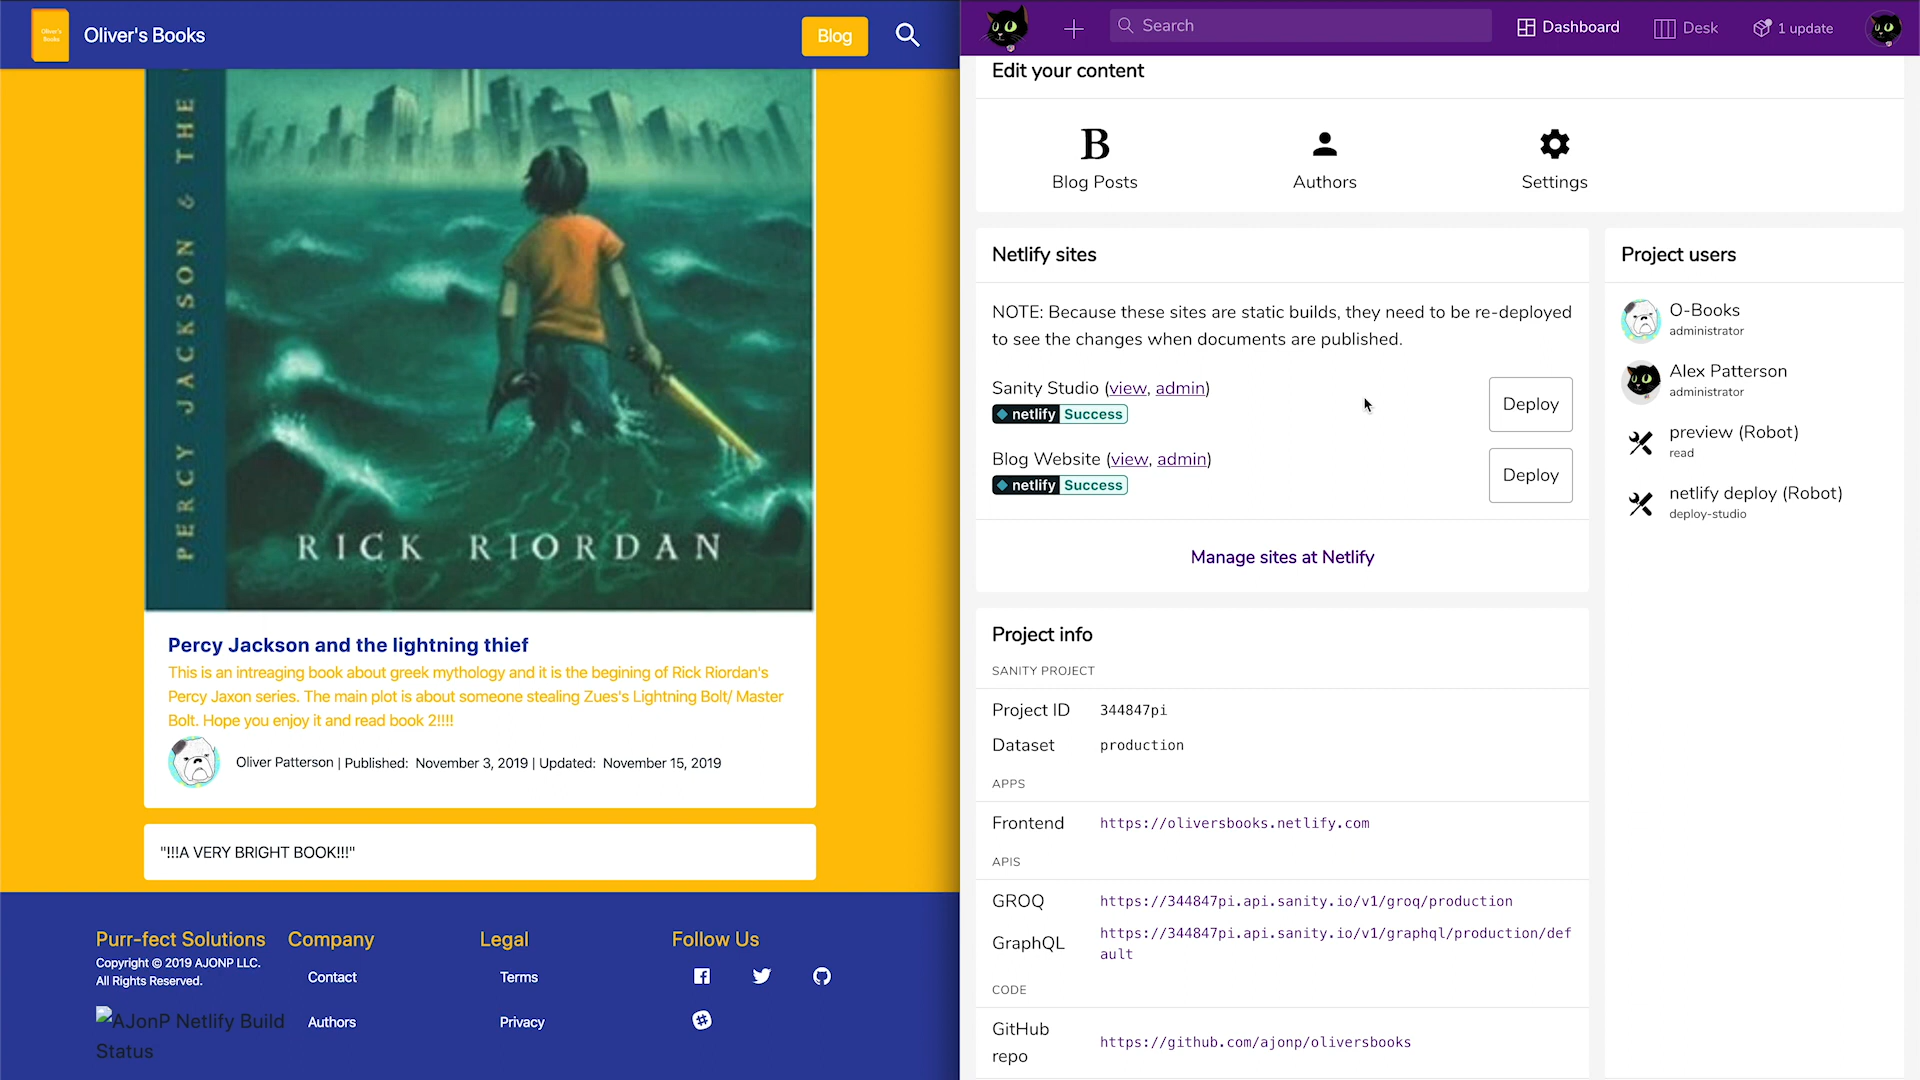 Oliver's Books
Oliver's Books
Blog
PERCY JACKSON & THE
RICK RIORDAN
Percy Jackson and the lightning thief
This is an intreaging book about greek mythology and it is the begining of Rick Riordan's
Percy Jaxon series. The main plot is about someone stealing Zues's Lightning Bolt/ Master
Bolt. Hope you enjoy it and read book 2!!!!
Oliver Patterson | Published: November 3, 2019 | Updated: November 15, 2019
"!!!A VERY BRIGHT BOOK!!!"
Purr-fect Solutions
Copyright © 2019 AJONP LLC.
All Rights Reserved.
AJonP Netlify Build
Status
Company
Contact
Authors
Legal
Terms
Privacy
Follow Us
Search
Dashboard
Desk
1 update
Edit your content
B
Blog Posts
Authors
Settings
Netlify sites
NOTE: Because these sites are static builds, they need to be re-deployed
to see the changes when documents are published.
Sanity Studio (view, admin)
netlify Success
Deploy
Blog Website (view, admin)
netlify Success
Deploy
Manage sites at Netlify
Project users
O-Books
administrator
Alex Patterson
administrator
preview (Robot)
read
netlify deploy (Robot)
deploy-studio
Project info
SANITY PROJECT
Project ID 344847pi
Dataset production
APPS
Frontend https://oliversbooks.netlify.com
APIS
GROQ https://344847pi.api.sanity.io/v1/groq/production
GraphQL https://344847pi.api.sanity.io/v1/graphql/production/def
ault
CODE
GitHub
repo https://github.com/ajonp/oliversbooks